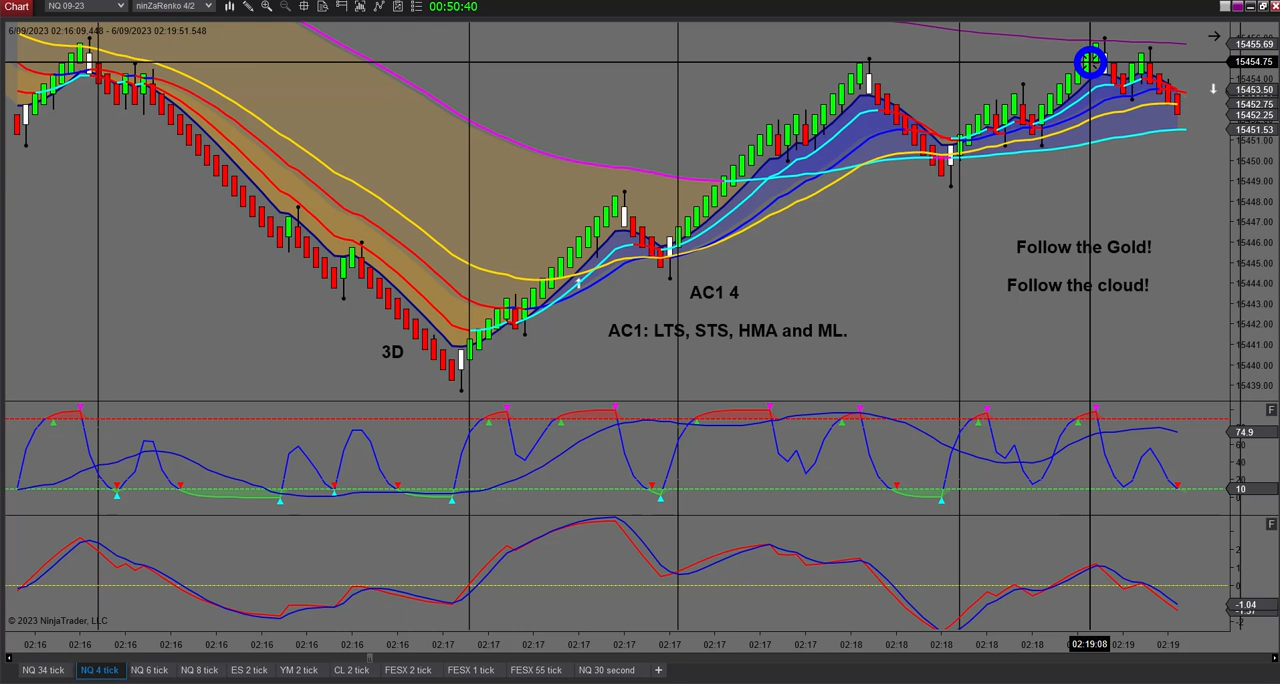 Chart NQ 09-23 ninZaRenko 4/2 00:50:40
6/09/2023 02:16:09.448 - 6/09/2023 02:19:51.548
15455.69
15454.75
15454.00
15453.50
15452.75
15452.25
15451.53
15451.00
15450.00
15449.00
15448.00
15447.00
15446.00
15445.00
15444.00
15443.00
15442.00
15441.00
15440.00
15439.00
Follow the Gold!
Follow the cloud!
AC1 4
AC1: LTS, STS, HMA and ML.
3D
F
74.9
60
40
20
10
F
2
1
0
-1.04
-2
© 2023 NinjaTrader, LLC
02:16 02:16 02:16 02:16 02:16 02:16 02:16 02:16 02:17 02:17 02:17 02:17 02:17 02:17 02:17 02:17 02:17 02:18 02:18 02:18 02:18 02:18 02:18 02:19:08 02:19 02:19
NQ 34 tick NQ 4 tick NQ 6 tick NQ 8 tick ES 2 tick YM 2 tick CL 2 tick FESX 2 tick FESX 1 tick FESX 55 tick NQ 30 second +